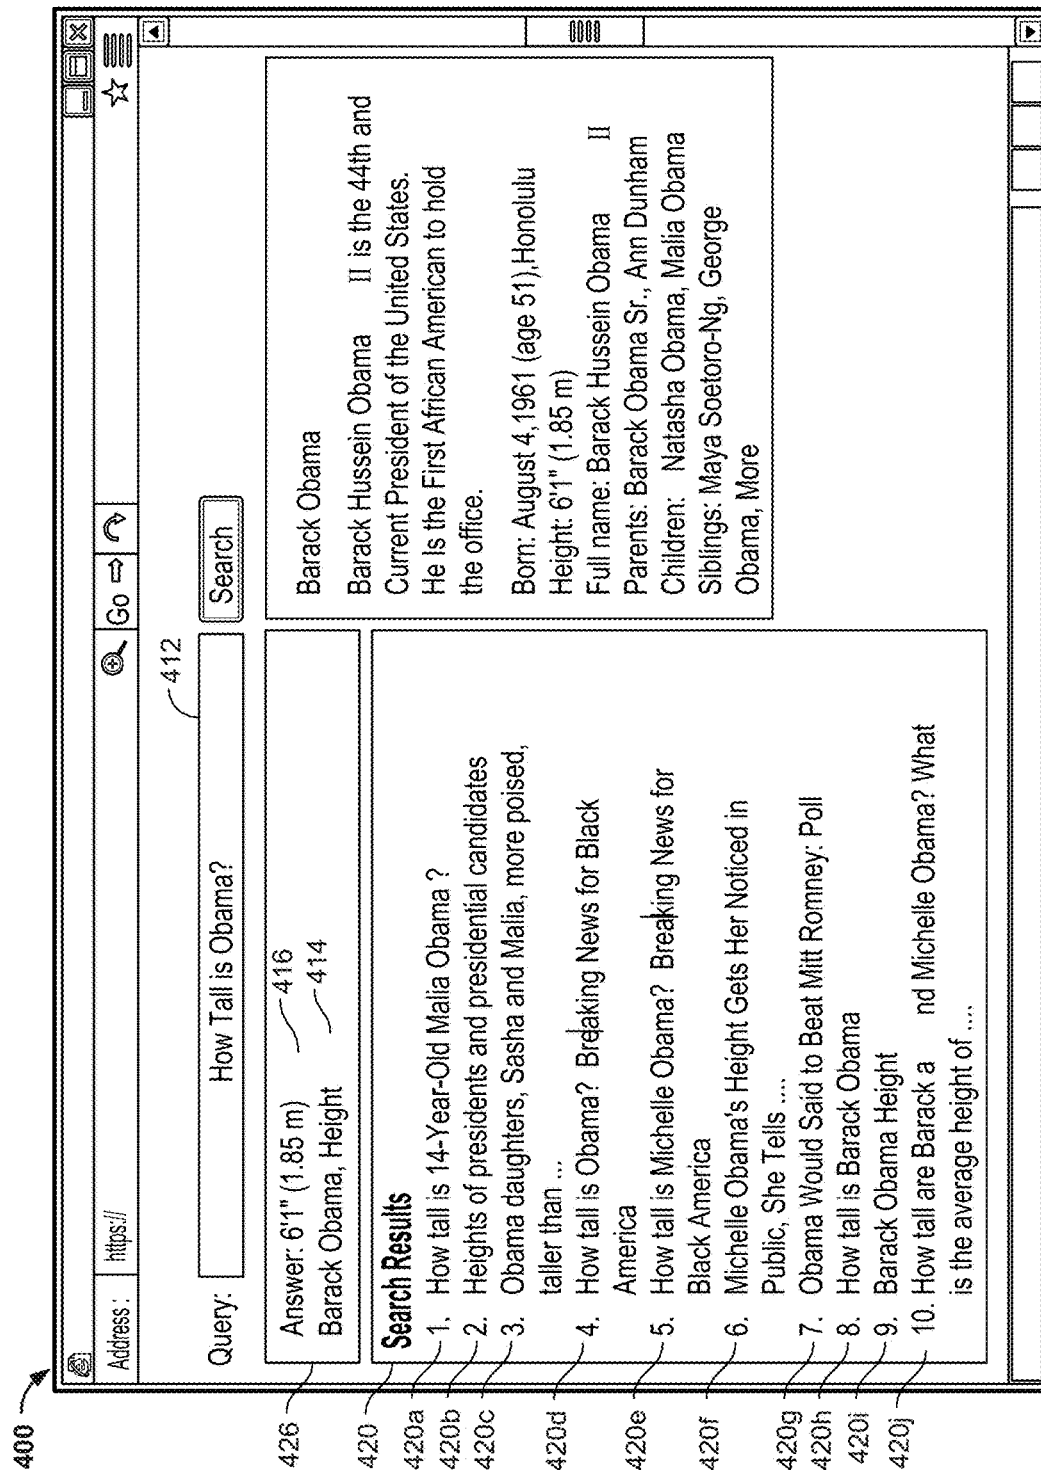 400
Address : https://
Go
412
Query: How Tall is Obama? Search
426
Answer: 6'1" (1.85 m) 416
Barack Obama, Height 414
420
Search Results
420a 1. How tall is 14-Year-Old Malia Obama ?
420b 2. Heights of presidents and presidential candidates
420c 3. Obama daughters, Sasha and Malia, more poised,
taller than ...
420d 4. How tall is Obama? Breaking News for Black
America
420e 5. How tall is Michelle Obama? Breaking News for
Black America
420f 6. Michelle Obama's Height Gets Her Noticed in
Public, She Tells ....
420g 7. Obama Would Said to Beat Mitt Romney: Poll
420h 8. How tall is Barack Obama
420i 9. Barack Obama Height
420j 10. How tall are Barack a nd Michelle Obama? What
is the average height of ....
Barack Obama
Barack Hussein Obama II is the 44th and
Current President of the United States.
He Is the First African American to hold
the office.
Born: August 4,1961 (age 51),Honolulu
Height: 6'1" (1.85 m)
Full name: Barack Hussein Obama II
Parents: Barack Obama Sr., Ann Dunham
Children: Natasha Obama, Malia Obama
Siblings: Maya Soetoro-Ng, George
Obama, More